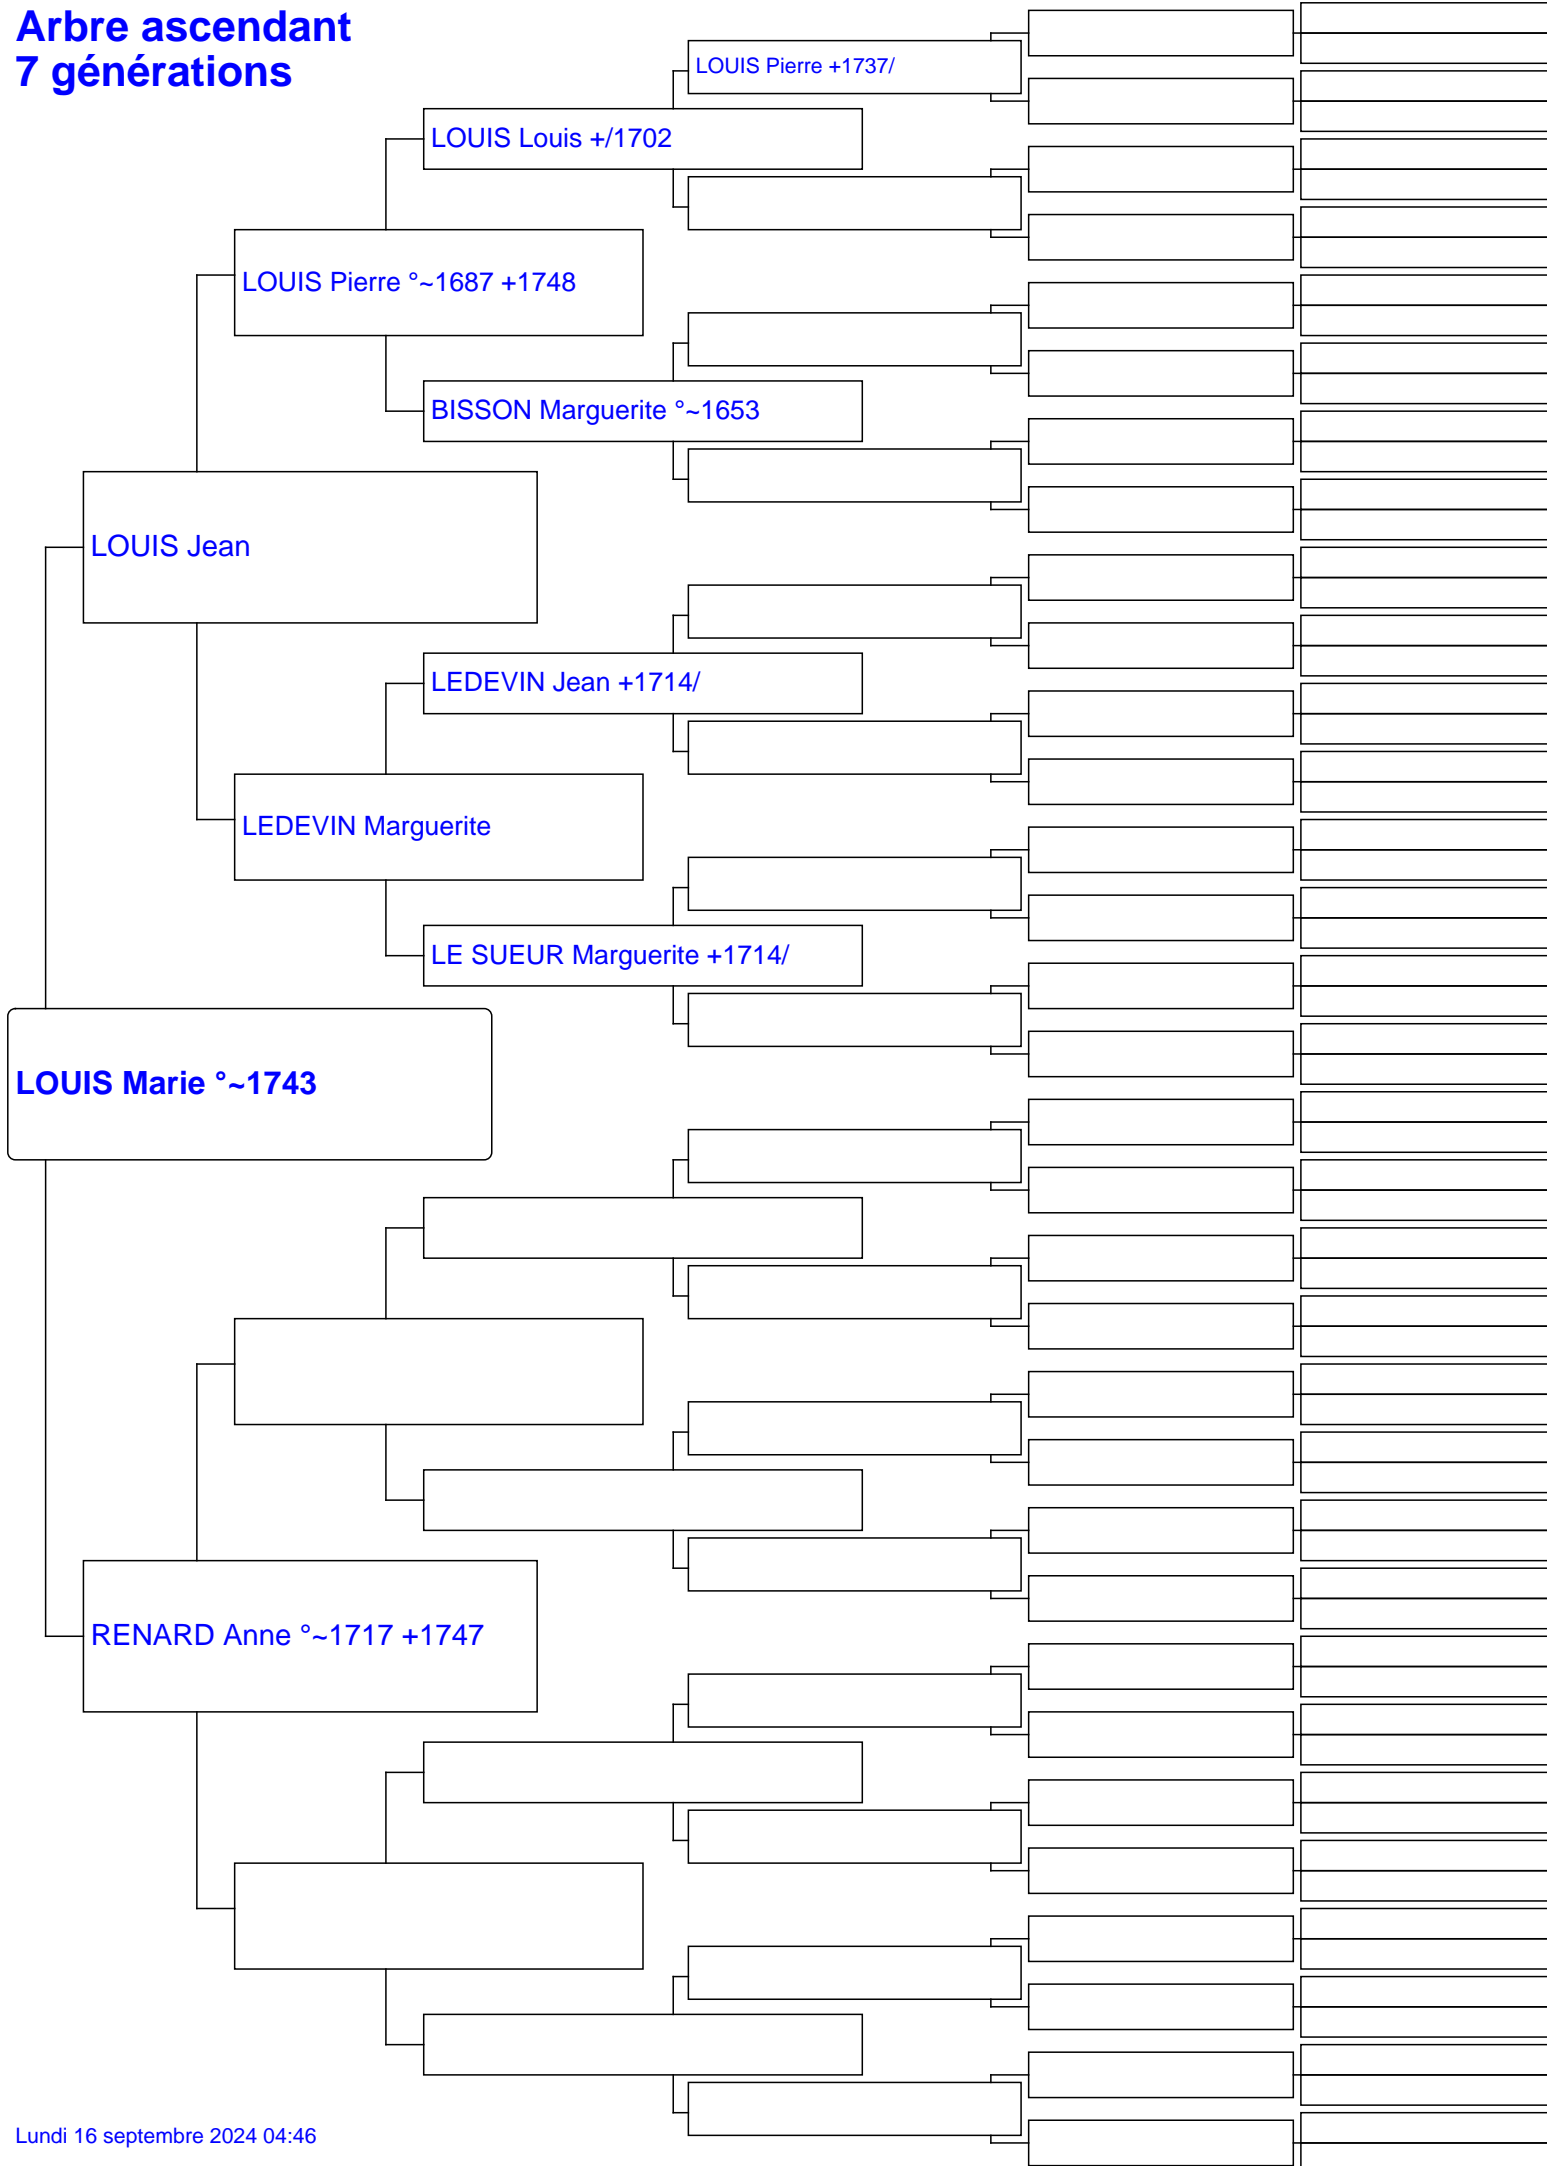 Arbre ascendant
7 générations
LOUIS Pierre +1737/
LOUIS Louis +/1702
LOUIS Pierre °~1687 +1748
BISSON Marguerite °~1653
LOUIS Jean
LEDEVIN Jean +1714/
LEDEVIN Marguerite
LE SUEUR Marguerite +1714/
LOUIS Marie °~1743
RENARD Anne °~1717 +1747
Lundi 16 septembre 2024 04:46